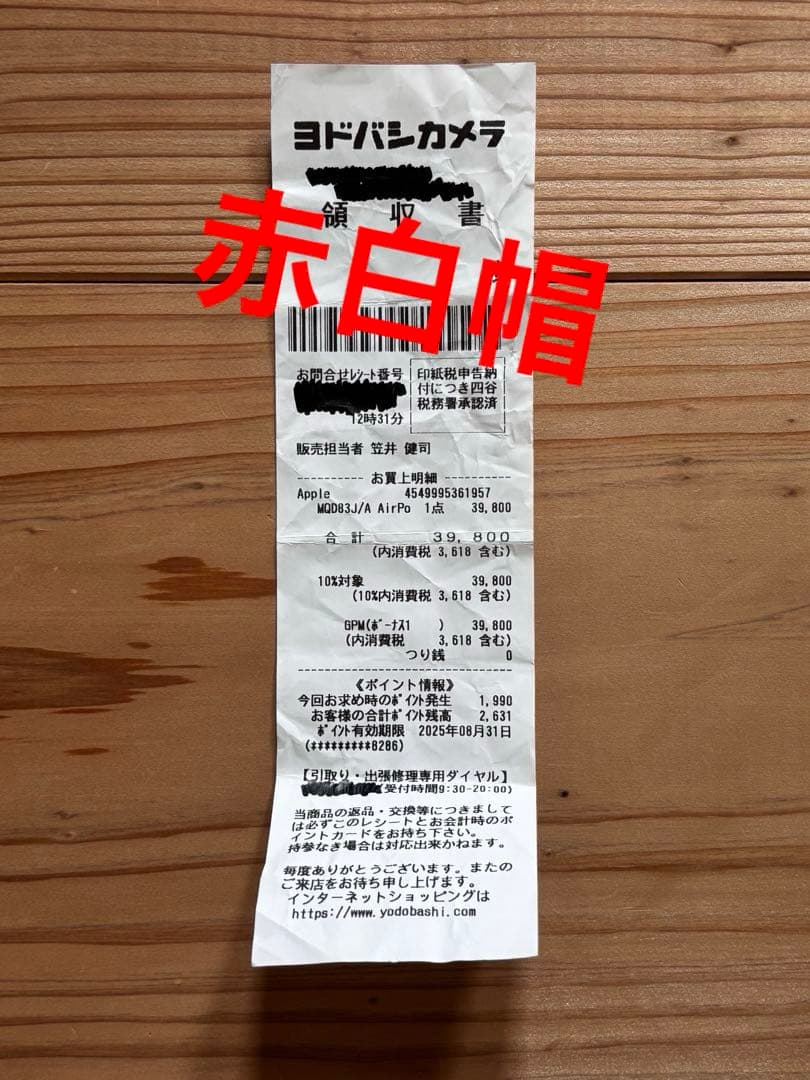 ヨドバシカメラ
領 収 書
赤白帽
お問合せﾚｼｰﾄ番号
12時31分
印紙税申告納
付につき四谷
税務署承認済
販売担当者 笠井 健司
---------- お買上明細 ----------
Apple 4549995361957
MQD83J/A AirPo 1点 39,800
合 計 39,800
(内消費税 3,618 含む)
10%対象 39,800
(10%内消費税 3,618 含む)
GPM(ﾎﾞｰﾅｽ1 ) 39,800
(内消費税 3,618 含む)
つり銭 0
《ポイント情報》
今回お求め時のﾎﾟｲﾝﾄ発生 1,990
お客様の合計ﾎﾟｲﾝﾄ残高 2,631
ﾎﾟｲﾝﾄ有効期限 2025年08月31日
(*********8286)
【引取り・出張修理専用ダイヤル】
(受付時間9:30-20:00)
当商品の返品・交換等につきまして
は必ずこのレシートとお会計時のポ
イントカードをお持ち下さい。
持参なき場合は対応出来かねます。
毎度ありがとうございます。またの
ご来店をお待ち申し上げます。
インターネットショッピングは
https://www.yodobashi.com